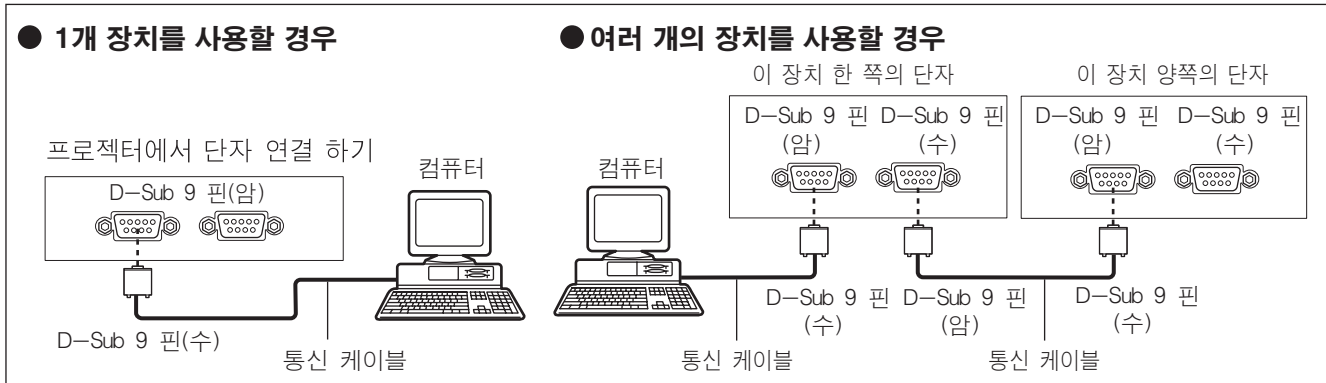 ● 1개 장치를 사용할 경우
프로젝터에서 단자 연결 하기
D-Sub 9 핀(암)
컴퓨터
D-Sub 9 핀(수)
통신 케이블
● 여러 개의 장치를 사용할 경우
이 장치 한 쪽의 단자
이 장치 양쪽의 단자
D-Sub 9 핀
(암)
D-Sub 9 핀
(수)
D-Sub 9 핀
(암)
D-Sub 9 핀
(수)
컴퓨터
D-Sub 9 핀
(수)
D-Sub 9 핀
(암)
D-Sub 9 핀
(수)
통신 케이블
통신 케이블